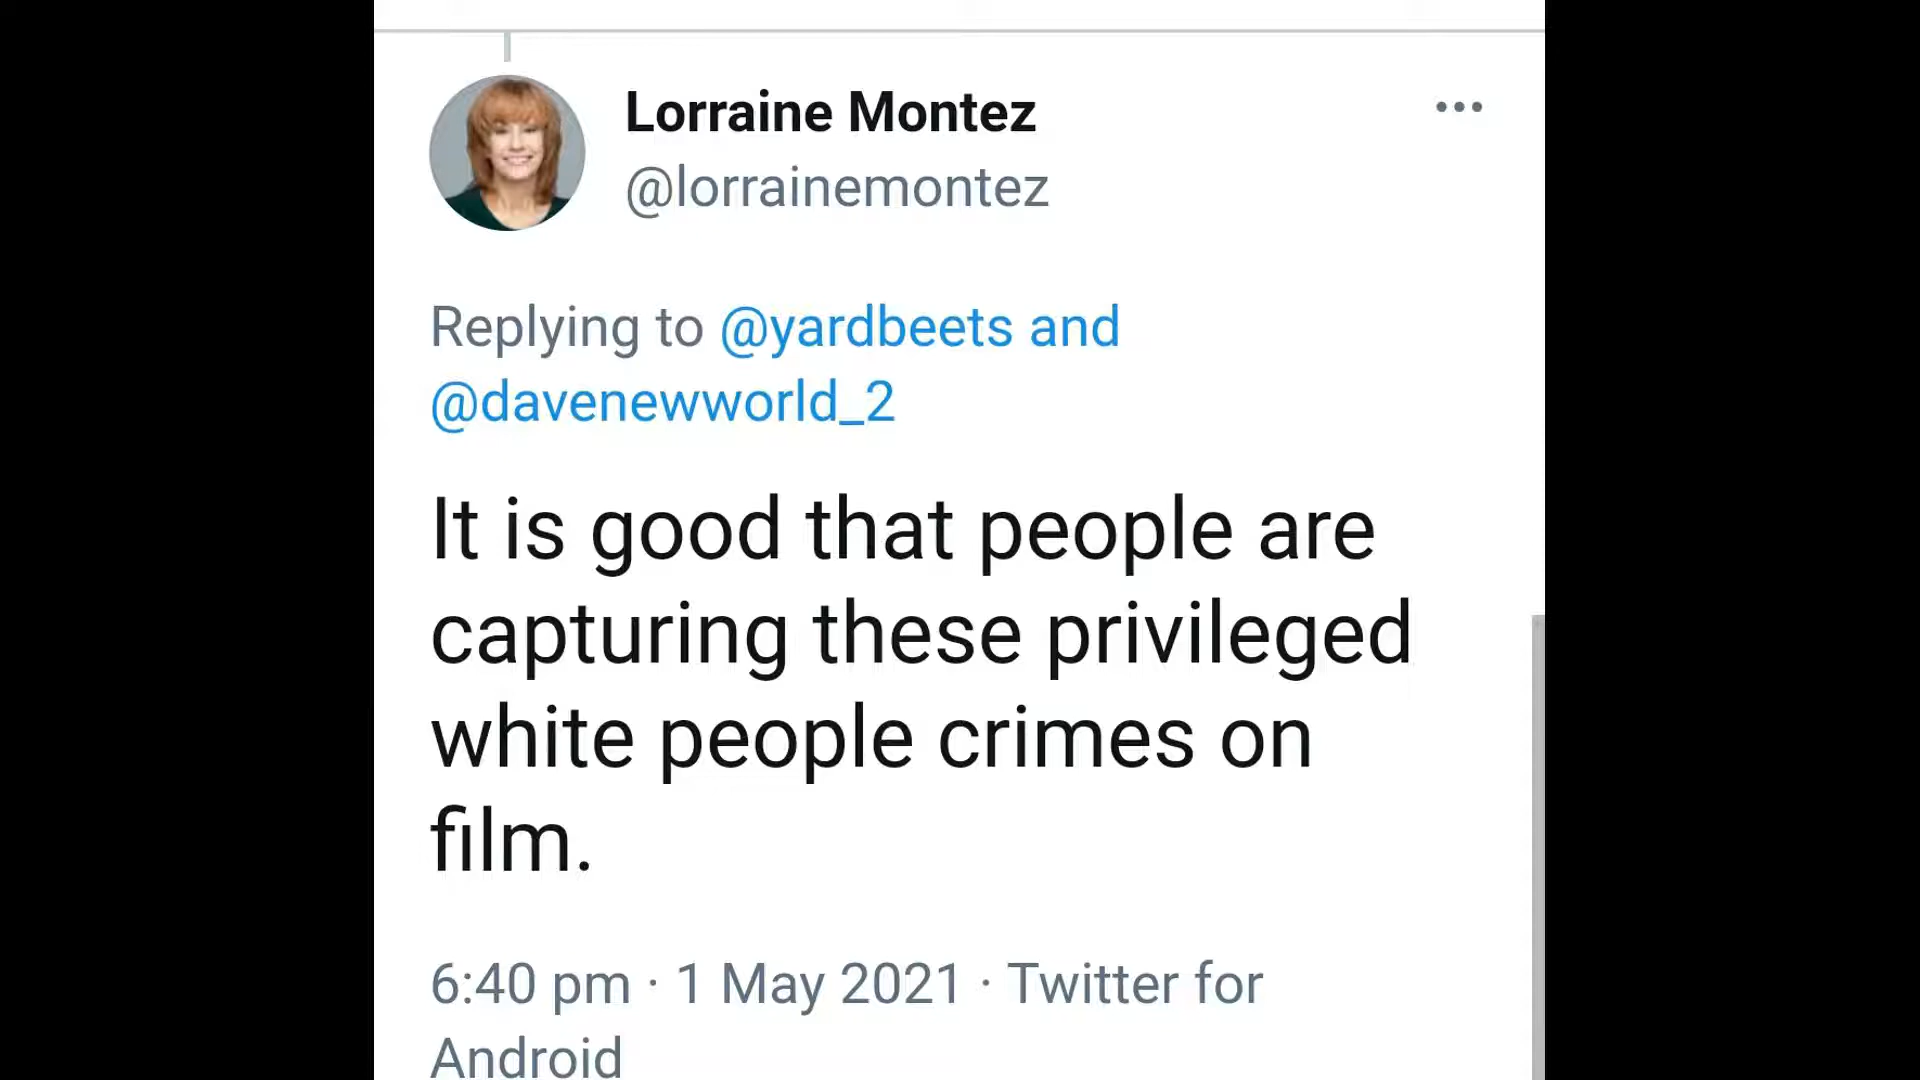 Lorraine Montez
@lorrainemontez
Replying to @yardbeets and
@davenewworld_2
It is good that people are
capturing these privileged
white people crimes on
film.
6:40 pm · 1 May 2021 · Twitter for
Android